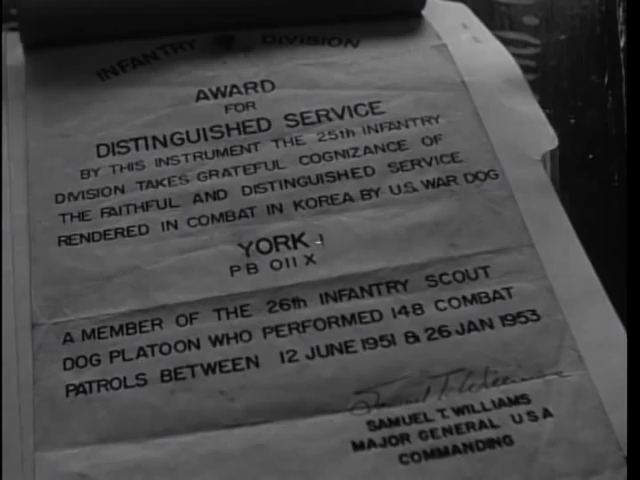 INFANTRY DIVISION
AWARD
FOR
DISTINGUISHED SERVICE
BY THIS INSTRUMENT THE 25th INFANTRY
DIVISION TAKES GRATEFUL COGNIZANCE OF
THE FAITHFUL AND DISTINGUISHED SERVICE
RENDERED IN COMBAT IN KOREA BY U.S. WAR DOG
YORK
PB 011X
A MEMBER OF THE 26th INFANTRY SCOUT
DOG PLATOON WHO PERFORMED 148 COMBAT
PATROLS BETWEEN 12 JUNE 1951 & 26 JAN 1953
SAMUEL T. WILLIAMS
MAJOR GENERAL USA
COMMANDING